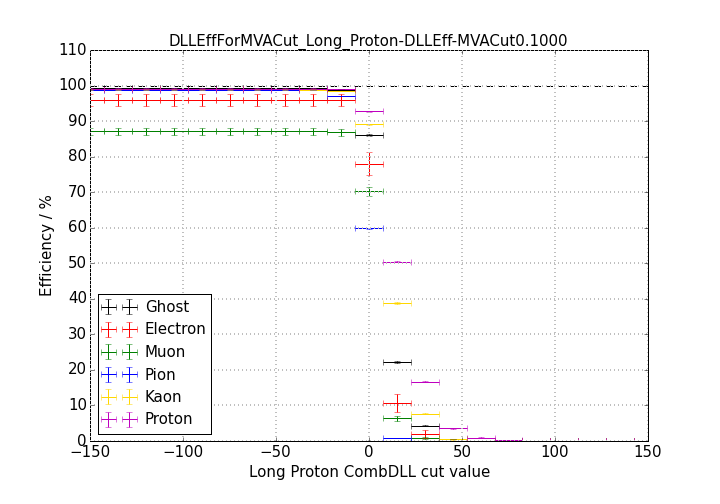 DLLEffForMVACut_Long_Proton-DLLEff-MVACut0.1000
110
100
90
80
70
60
50
40
30
20
10
0
Efficiency / %
Ghost
Electron
Muon
Pion
Kaon
Proton
−150 −100 −50 0 50 100 150
Long Proton CombDLL cut value